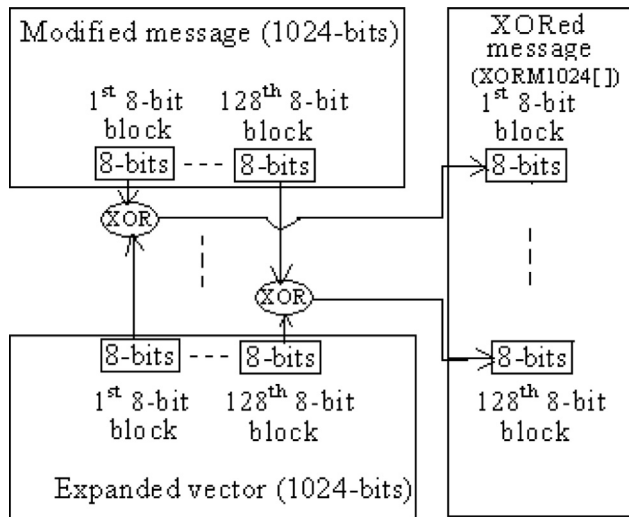 Modified message (1024-bits)
1st 8-bit block
128th 8-bit block
8-bits
8-bits
XOR
XOR
8-bits
8-bits
1st 8-bit block
128th 8-bit block
Expanded vector (1024-bits)
XORed
message
(XORM1024[])
1st 8-bit
block
8-bits
8-bits
128th 8-bit
block